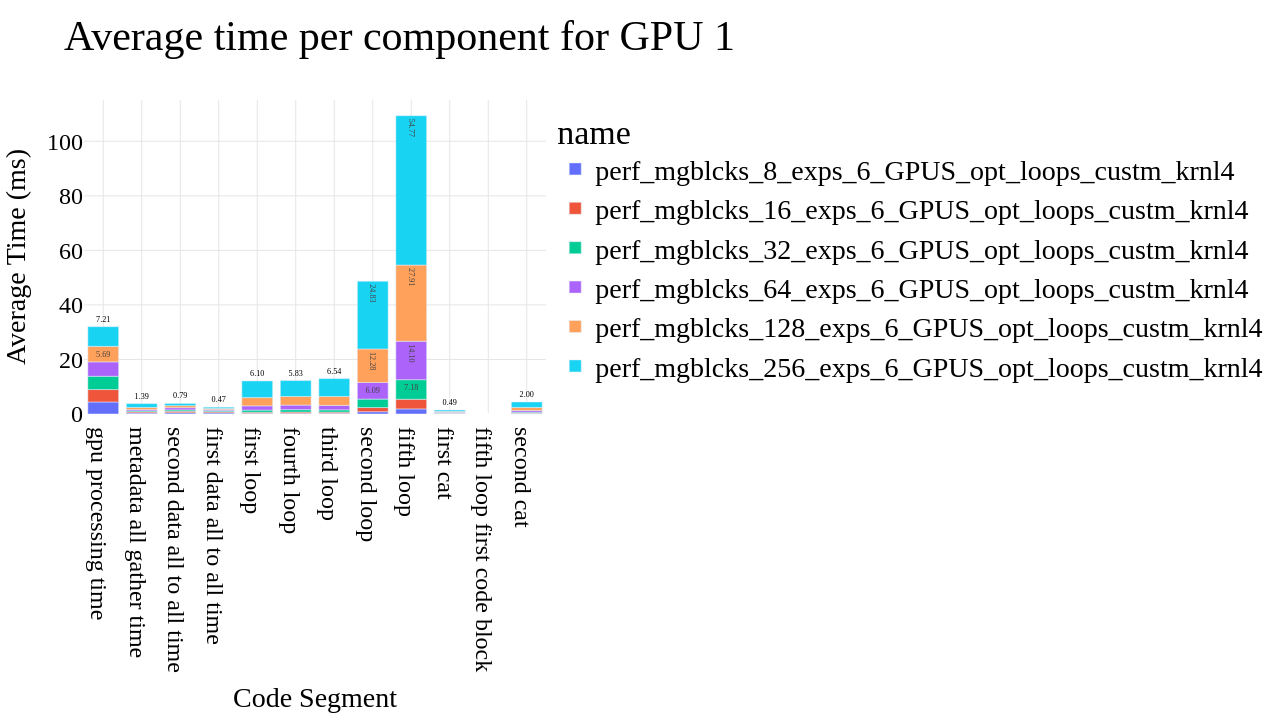 Average time per component for GPU 1
name
perf_mgblcks_8_exps_6_GPUS_opt_loops_custm_krnl4
perf_mgblcks_16_exps_6_GPUS_opt_loops_custm_krnl4
perf_mgblcks_32_exps_6_GPUS_opt_loops_custm_krnl4
perf_mgblcks_64_exps_6_GPUS_opt_loops_custm_krnl4
perf_mgblcks_128_exps_6_GPUS_opt_loops_custm_krnl4
perf_mgblcks_256_exps_6_GPUS_opt_loops_custm_krnl4
Average Time (ms)
100
80
60
40
20
0
7.21
5.69
1.39
0.79
0.47
6.10
5.83
6.54
24.83
12.28
6.09
54.77
27.91
14.10
7.18
0.49
2.00
gpu processing time
metadata all gather time
second data all to all time
first data all to all time
first loop
fourth loop
third loop
second loop
fifth loop
first cat
fifth loop first code block
second cat
Code Segment